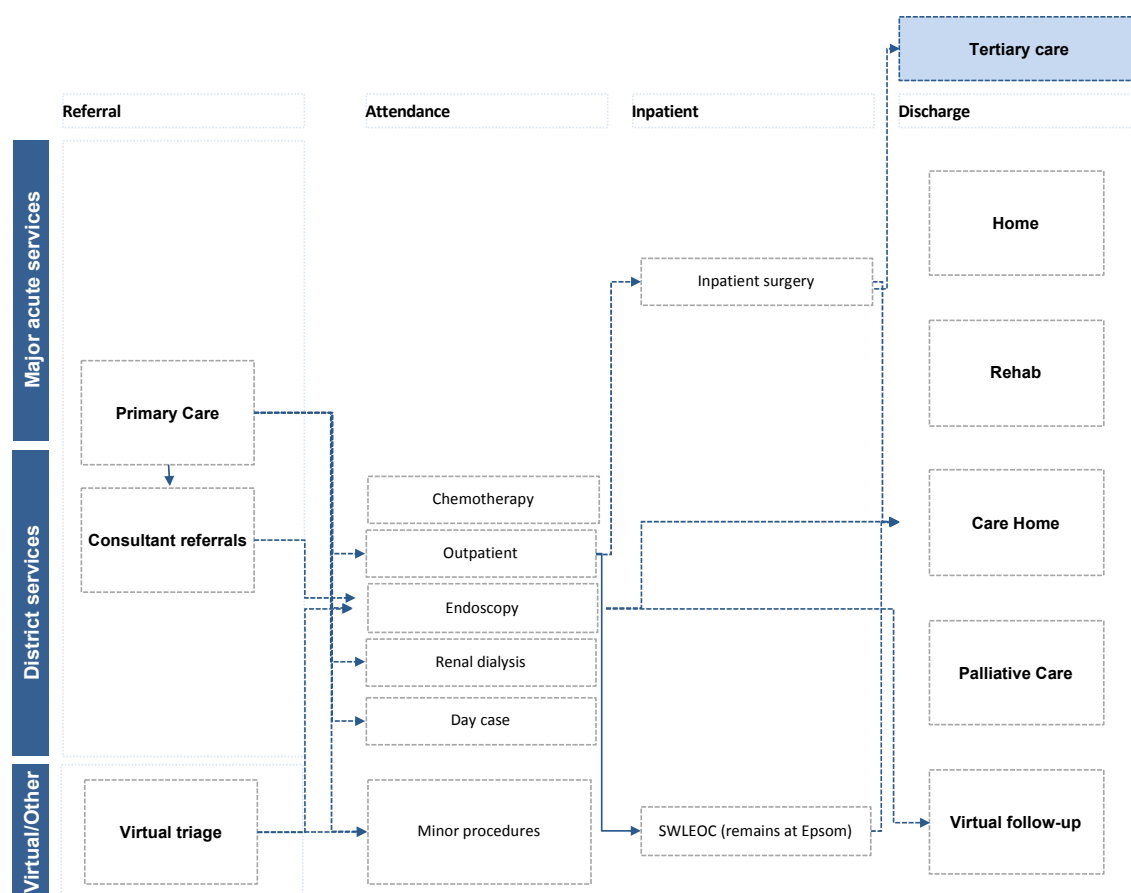 Tertiary care
Referral
Attendance
Inpatient
Discharge
Major acute services
Home
Inpatient surgery
Rehab
Primary Care
District services
Chemotherapy
Consultant referrals
Outpatient
Care Home
Endoscopy
Renal dialysis
Palliative Care
Day case
Virtual/Other
Virtual triage
Minor procedures
SWLEOC (remains at Epsom)
Virtual follow-up